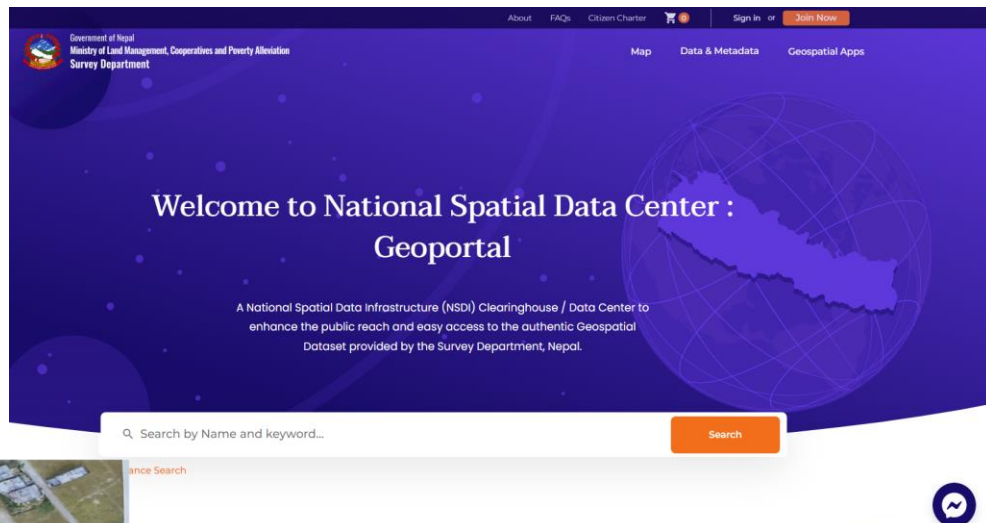 About FAQs Citizen Charter 0 Sign in or Join Now
Government of Nepal
Ministry of Land Management, Cooperatives and Poverty Alleviation
Survey Department
Map Data & Metadata Geospatial Apps
Welcome to National Spatial Data Center :
Geoportal
A National Spatial Data Infrastructure (NSDI) Clearinghouse / Data Center to
enhance the public reach and easy access to the authentic Geospatial
Dataset provided by the Survey Department, Nepal.
Search by Name and keyword... Search
ance Search